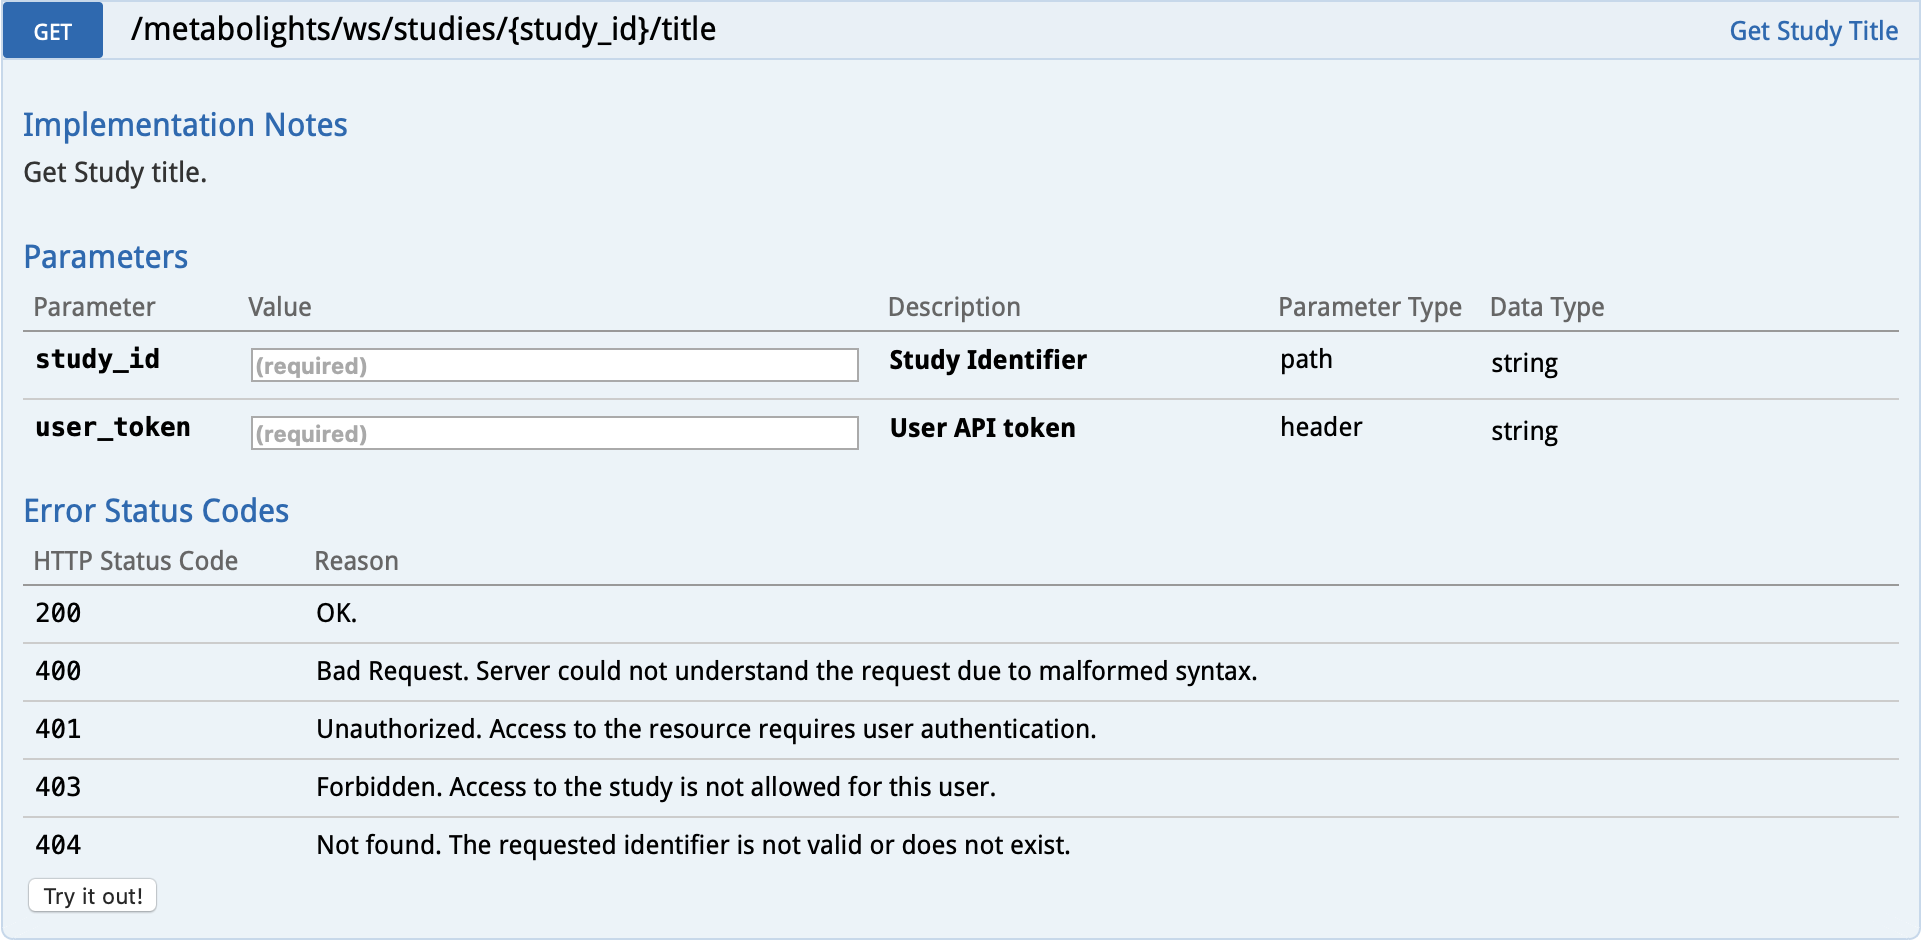 GET /metabolights/ws/studies/{study_id}/title Get Study Title
Implementation Notes
Get Study title.
Parameters
Parameter Value Description Parameter Type Data Type
study_id (required) Study Identifier path string
user_token (required) User API token header string
Error Status Codes
HTTP Status Code Reason
200 OK.
400 Bad Request. Server could not understand the request due to malformed syntax.
401 Unauthorized. Access to the resource requires user authentication.
403 Forbidden. Access to the study is not allowed for this user.
404 Not found. The requested identifier is not valid or does not exist.
Try it out!